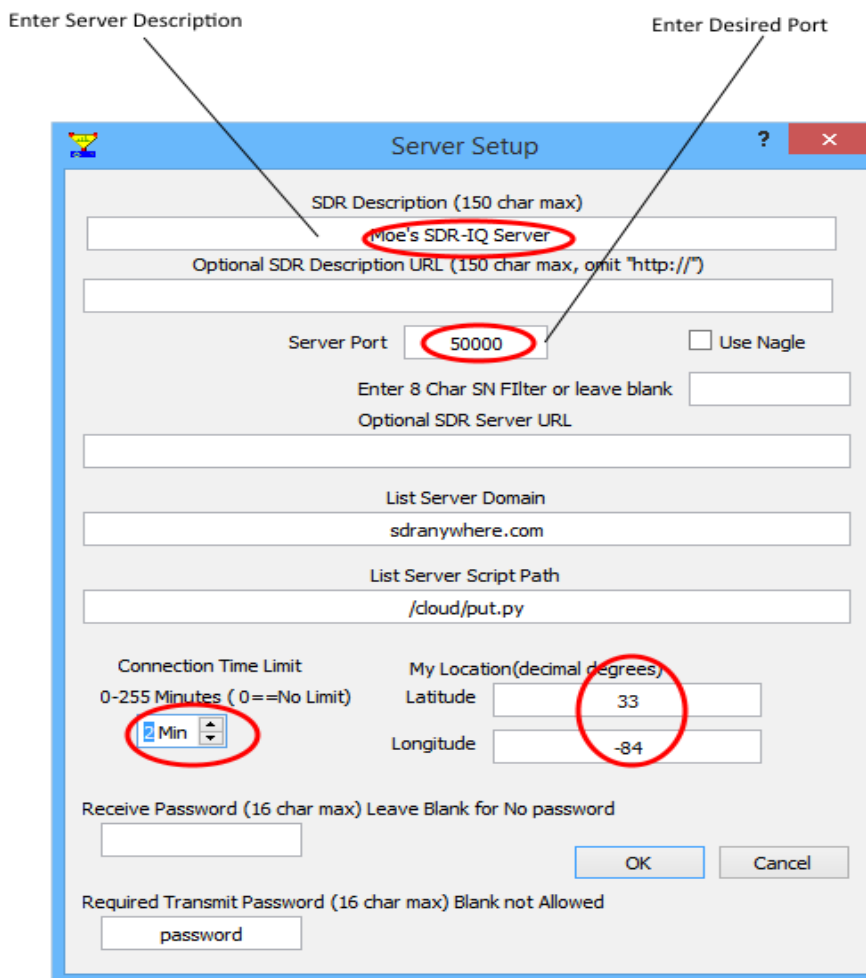 Enter Server Description
Enter Desired Port
Server Setup ?
SDR Description (150 char max)
Moe's SDR-IQ Server
Optional SDR Description URL (150 char max, omit "http://")
Server Port 50000 Use Nagle
Enter 8 Char SN FIlter or leave blank
Optional SDR Server URL
List Server Domain
sdranywhere.com
List Server Script Path
/cloud/put.py
Connection Time Limit
0-255 Minutes ( 0==No Limit)
2 Min
My Location(decimal degrees)
Latitude 33
Longitude -84
Receive Password (16 char max) Leave Blank for No password
OK Cancel
Required Transmit Password (16 char max) Blank not Allowed
password